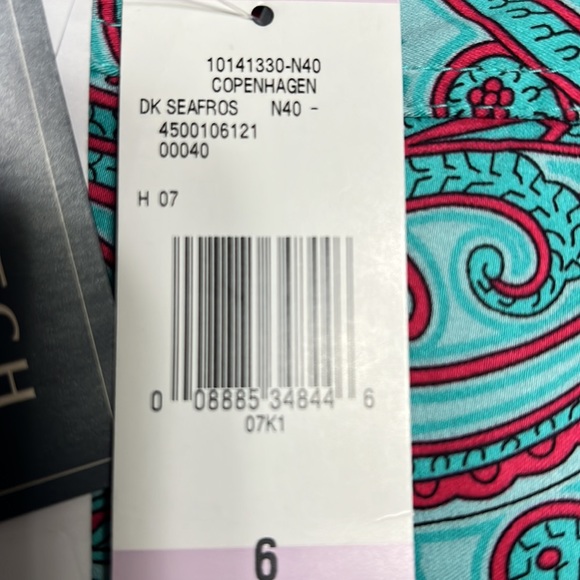 10141330-N40
COPENHAGEN
DK SEAFROS N40 -
4500106121
00040
H 07
0 08885 34844 6
07K1
6